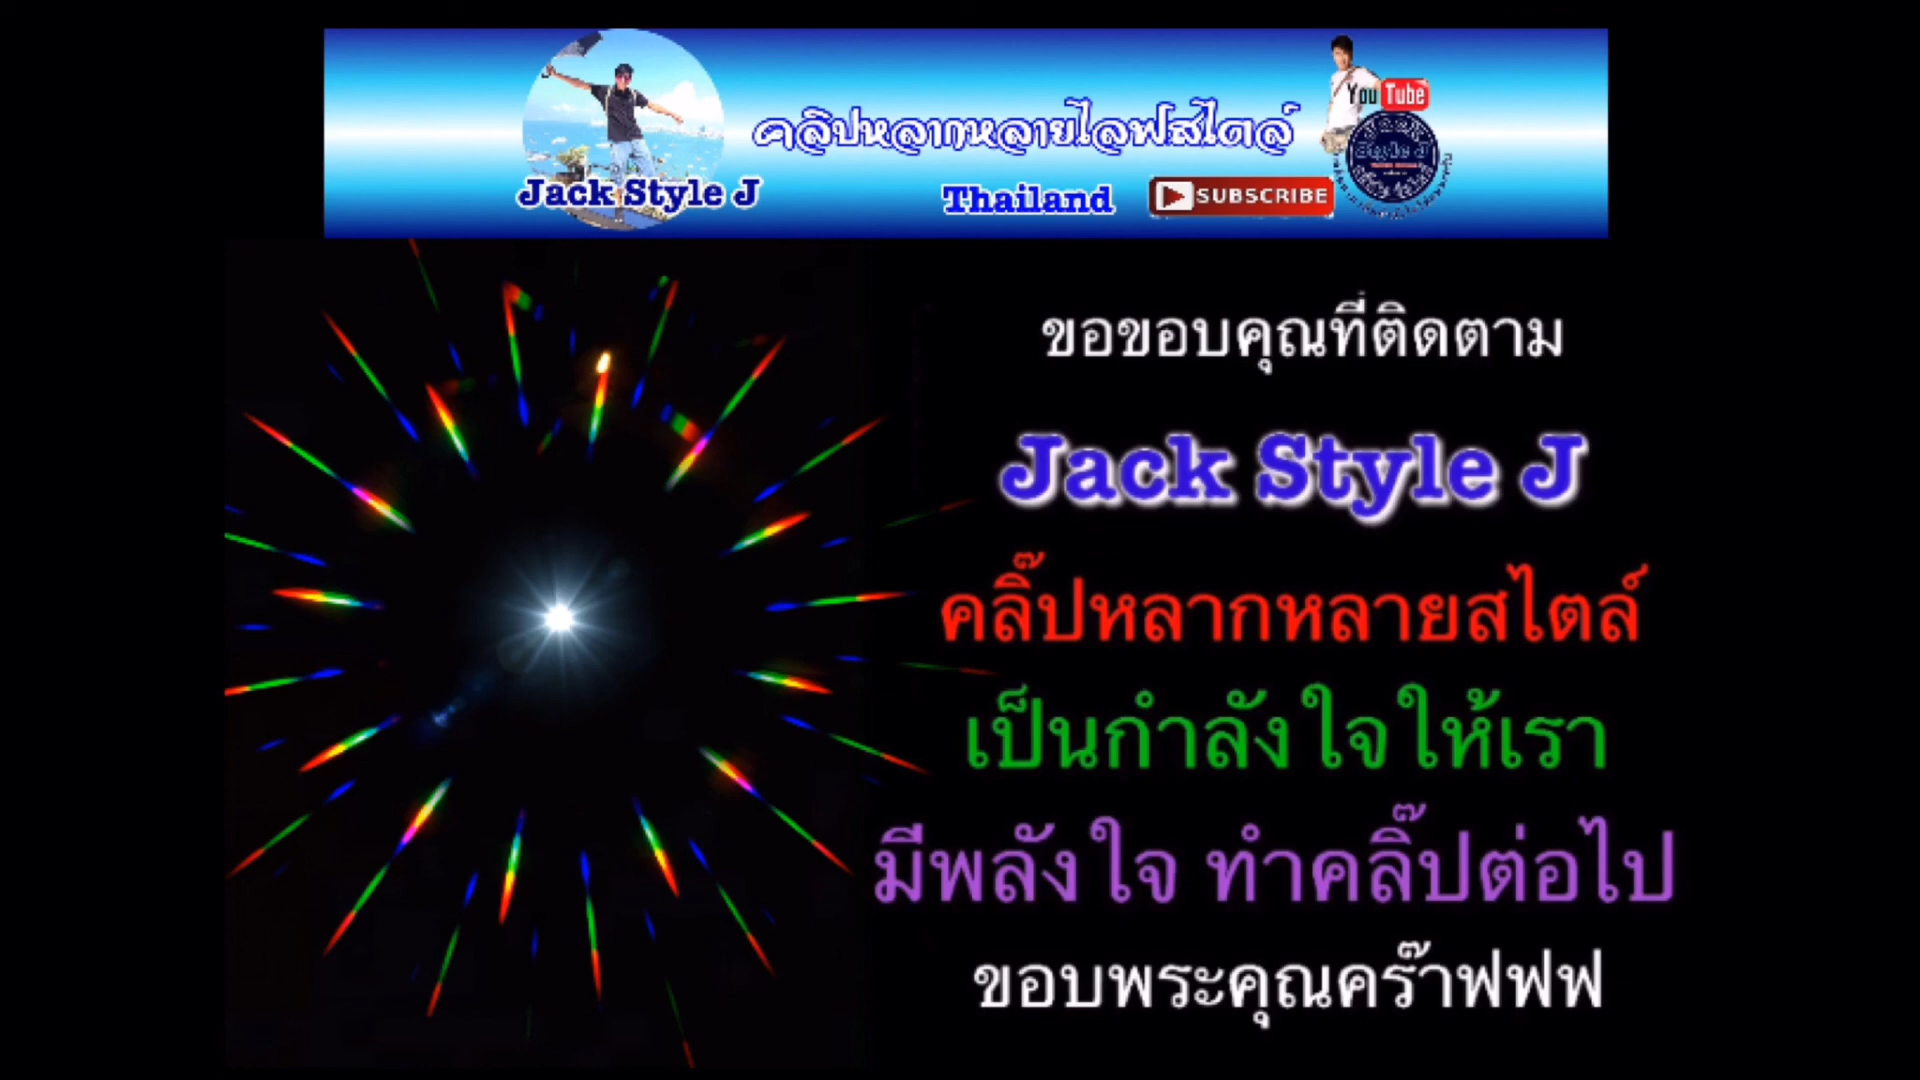 คลิปหลากหลายไลฟ์สไตล์
Jack Style J
Thailand
SUBSCRIBE
YouTube
Style J
ขอขอบคุณที่ติดตาม
Jack Style J
คลิ๊ปหลากหลายสไตล์
เป็นกำลังใจให้เรา
มีพลังใจ ทำคลิ๊ปต่อไป
ขอบพระคุณคร๊าฟฟฟ